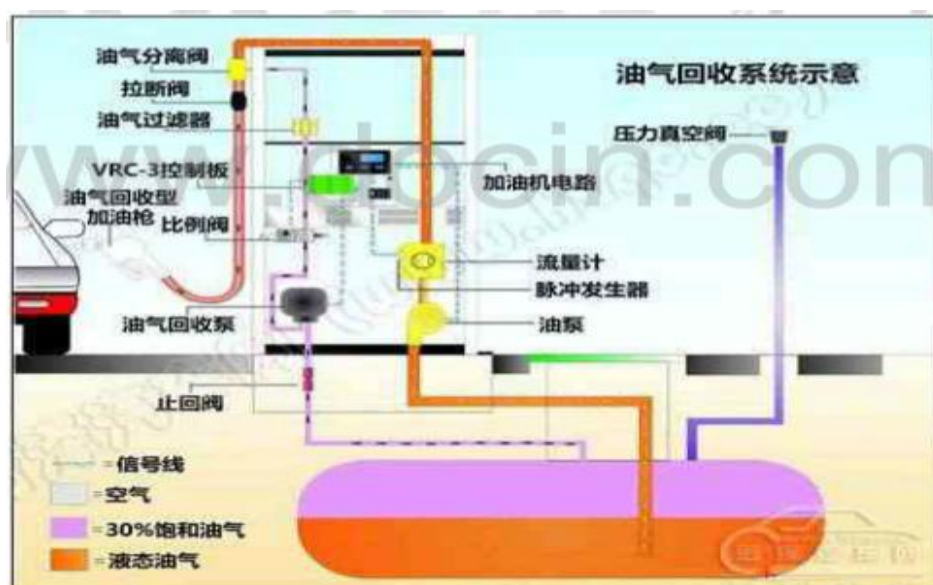 油气回收系统示意
油气分离阀
拉断阀
油气过滤器
VRC-3控制板
油气回收型
加油枪
比例阀
油气回收泵
止回阀
压力真空阀
加油机电路
流量计
脉冲发生器
油泵
=信号线
=空气
=30%饱和油气
=液态油气